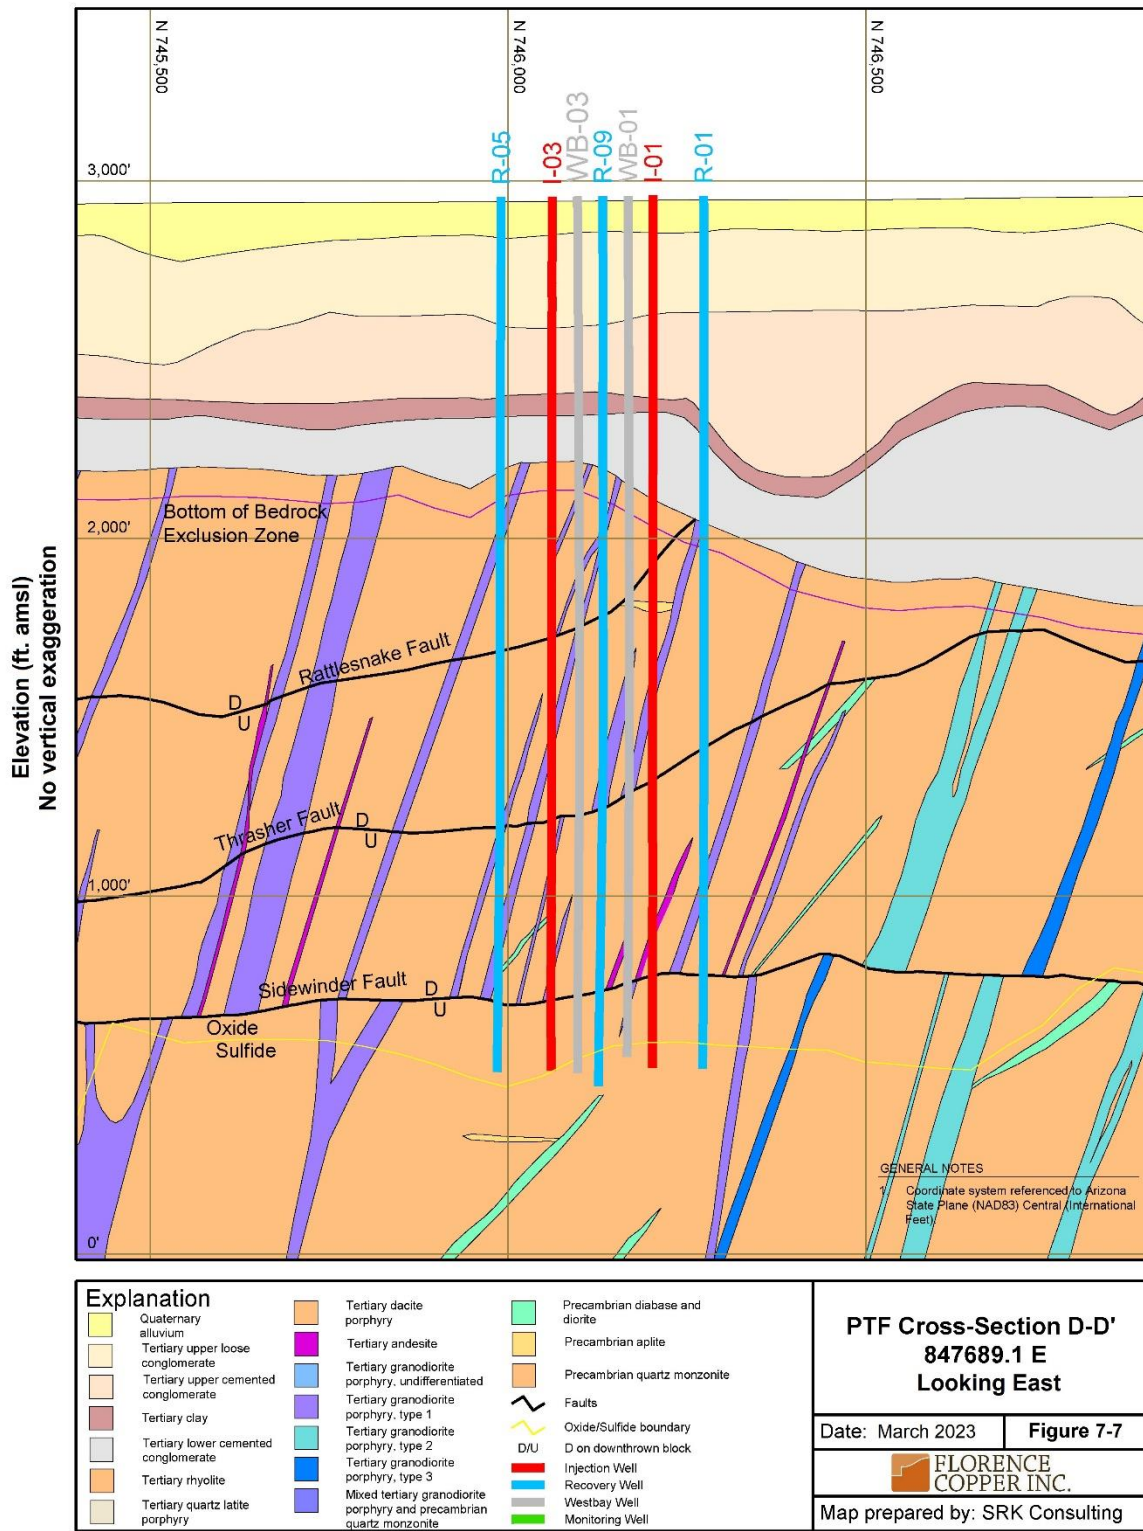 N 745,500
N 746,000
N 746,500
R-05
I-03
WB-03
R-09
WB-01
I-01
R-01
3,000'
2,000'
1,000'
0'
Elevation (ft. amsl)
No vertical exaggeration
Bottom of Bedrock
Exclusion Zone
Rattlesnake Fault
D
U
Thrasher Fault
D
U
Sidewinder Fault
D
U
Oxide
Sulfide
GENERAL NOTES
1. Coordinate system referenced to Arizona
State Plane (NAD83) Central (International
Feet).
Explanation
Quaternary
alluvium
Tertiary upper loose
conglomerate
Tertiary upper cemented
conglomerate
Tertiary clay
Tertiary lower cemented
conglomerate
Tertiary rhyolite
Tertiary quartz latite
porphyry
Tertiary dacite
porphyry
Tertiary andesite
Tertiary granodiorite
porphyry, undifferentiated
Tertiary granodiorite
porphyry, type 1
Tertiary granodiorite
porphyry, type 2
Tertiary granodiorite
porphyry, type 3
Mixed tertiary granodiorite
porphyry and precambrian
quartz monzonite
Precambrian diabase and
diorite
Precambrian aplite
Precambrian quartz monzonite
Faults
Oxide/Sulfide boundary
D/U D on downthrown block
Injection Well
Recovery Well
Westbay Well
Monitoring Well
PTF Cross-Section D-D'
847689.1 E
Looking East
Date: March 2023
Figure 7-7
FLORENCE
COPPER INC.
Map prepared by: SRK Consulting